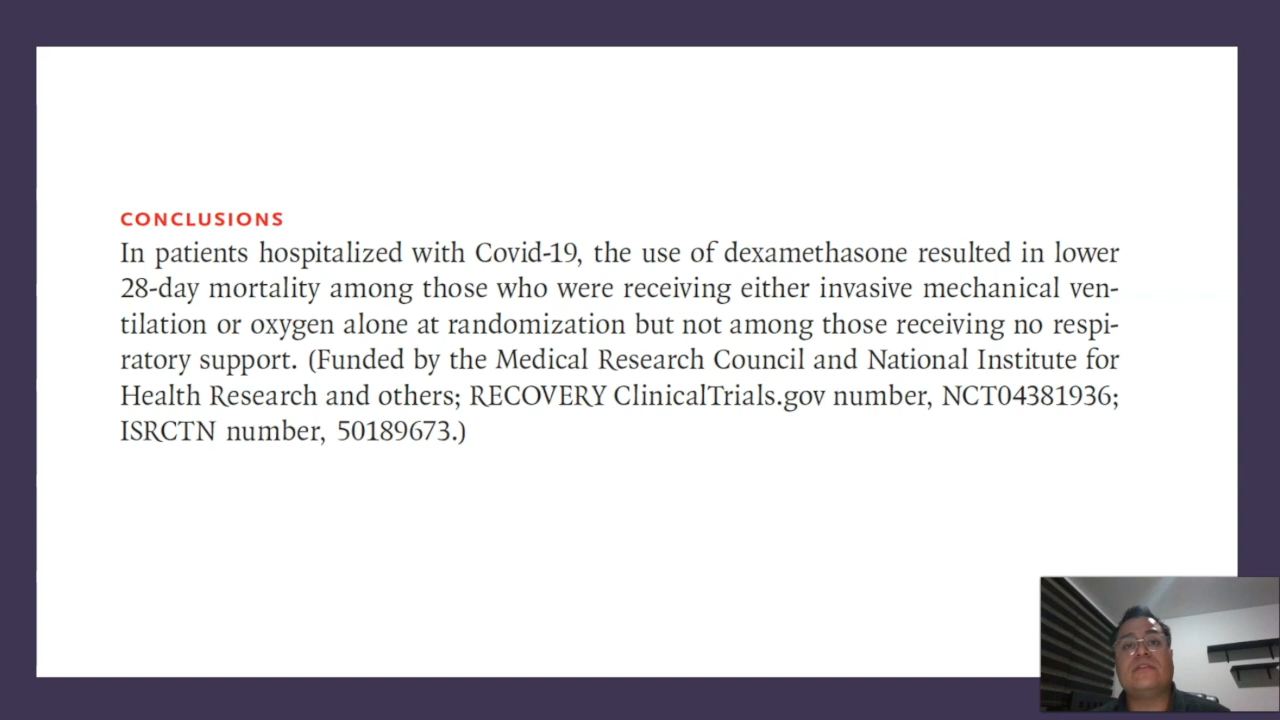 CONCLUSIONS
In patients hospitalized with Covid-19, the use of dexamethasone resulted in lower
28-day mortality among those who were receiving either invasive mechanical ven-
tilation or oxygen alone at randomization but not among those receiving no respi-
ratory support. (Funded by the Medical Research Council and National Institute for
Health Research and others; RECOVERY ClinicalTrials.gov number, NCT04381936;
ISRCTN number, 50189673.)